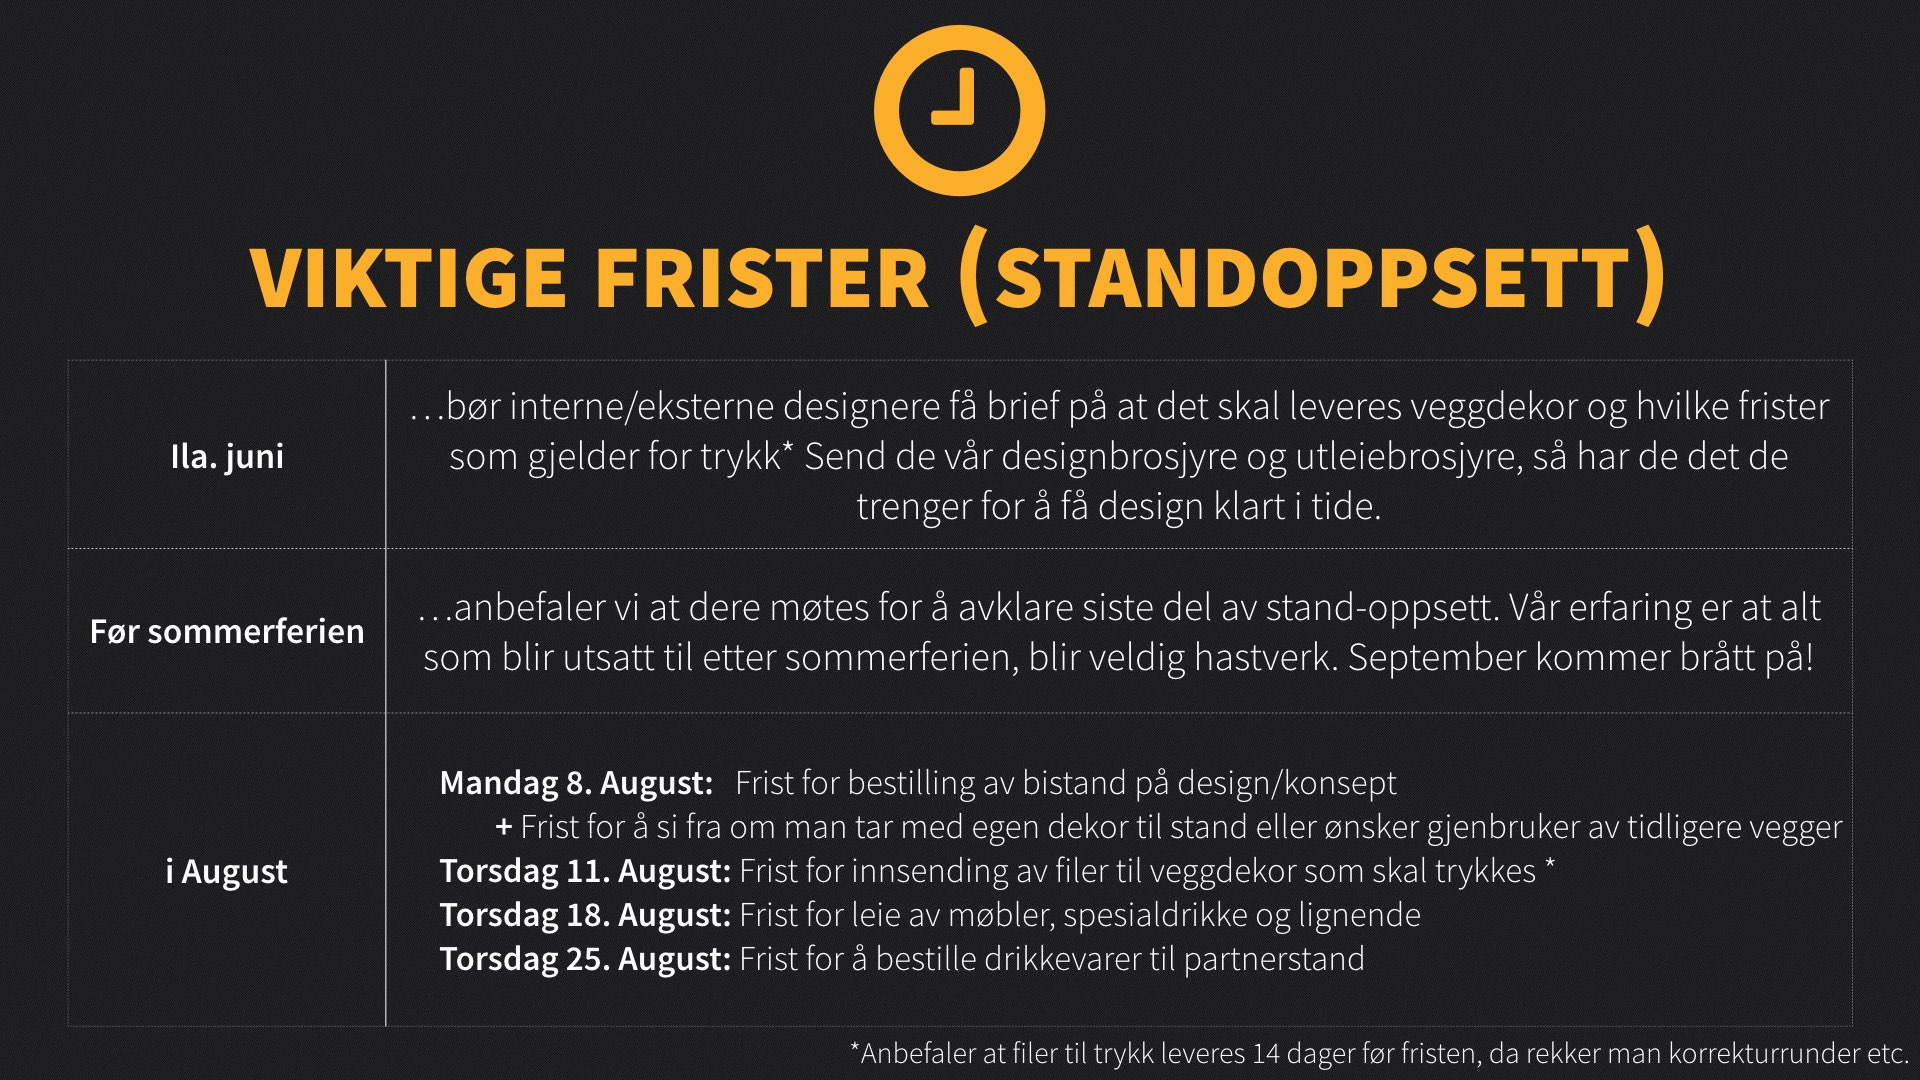 VIKTIGE FRISTER (STANDOPPSETT)
Ila. juni
…bør interne/eksterne designere få brief på at det skal leveres veggdekor og hvilke frister
som gjelder for trykk* Send de vår designbrosjyre og utleiebrosjyre, så har de det de
trenger for å få design klart i tide.
Før sommerferien
…anbefaler vi at dere møtes for å avklare siste del av stand-oppsett. Vår erfaring er at alt
som blir utsatt til etter sommerferien, blir veldig hastverk. September kommer brått på!
i August
Mandag 8. August: Frist for bestilling av bistand på design/konsept
+ Frist for å si fra om man tar med egen dekor til stand eller ønsker gjenbruker av tidligere vegger
Torsdag 11. August: Frist for innsending av filer til veggdekor som skal trykkes *
Torsdag 18. August: Frist for leie av møbler, spesialdrikke og lignende
Torsdag 25. August: Frist for å bestille drikkevarer til partnerstand
*Anbefaler at filer til trykk leveres 14 dager før fristen, da rekker man korrekturrunder etc.